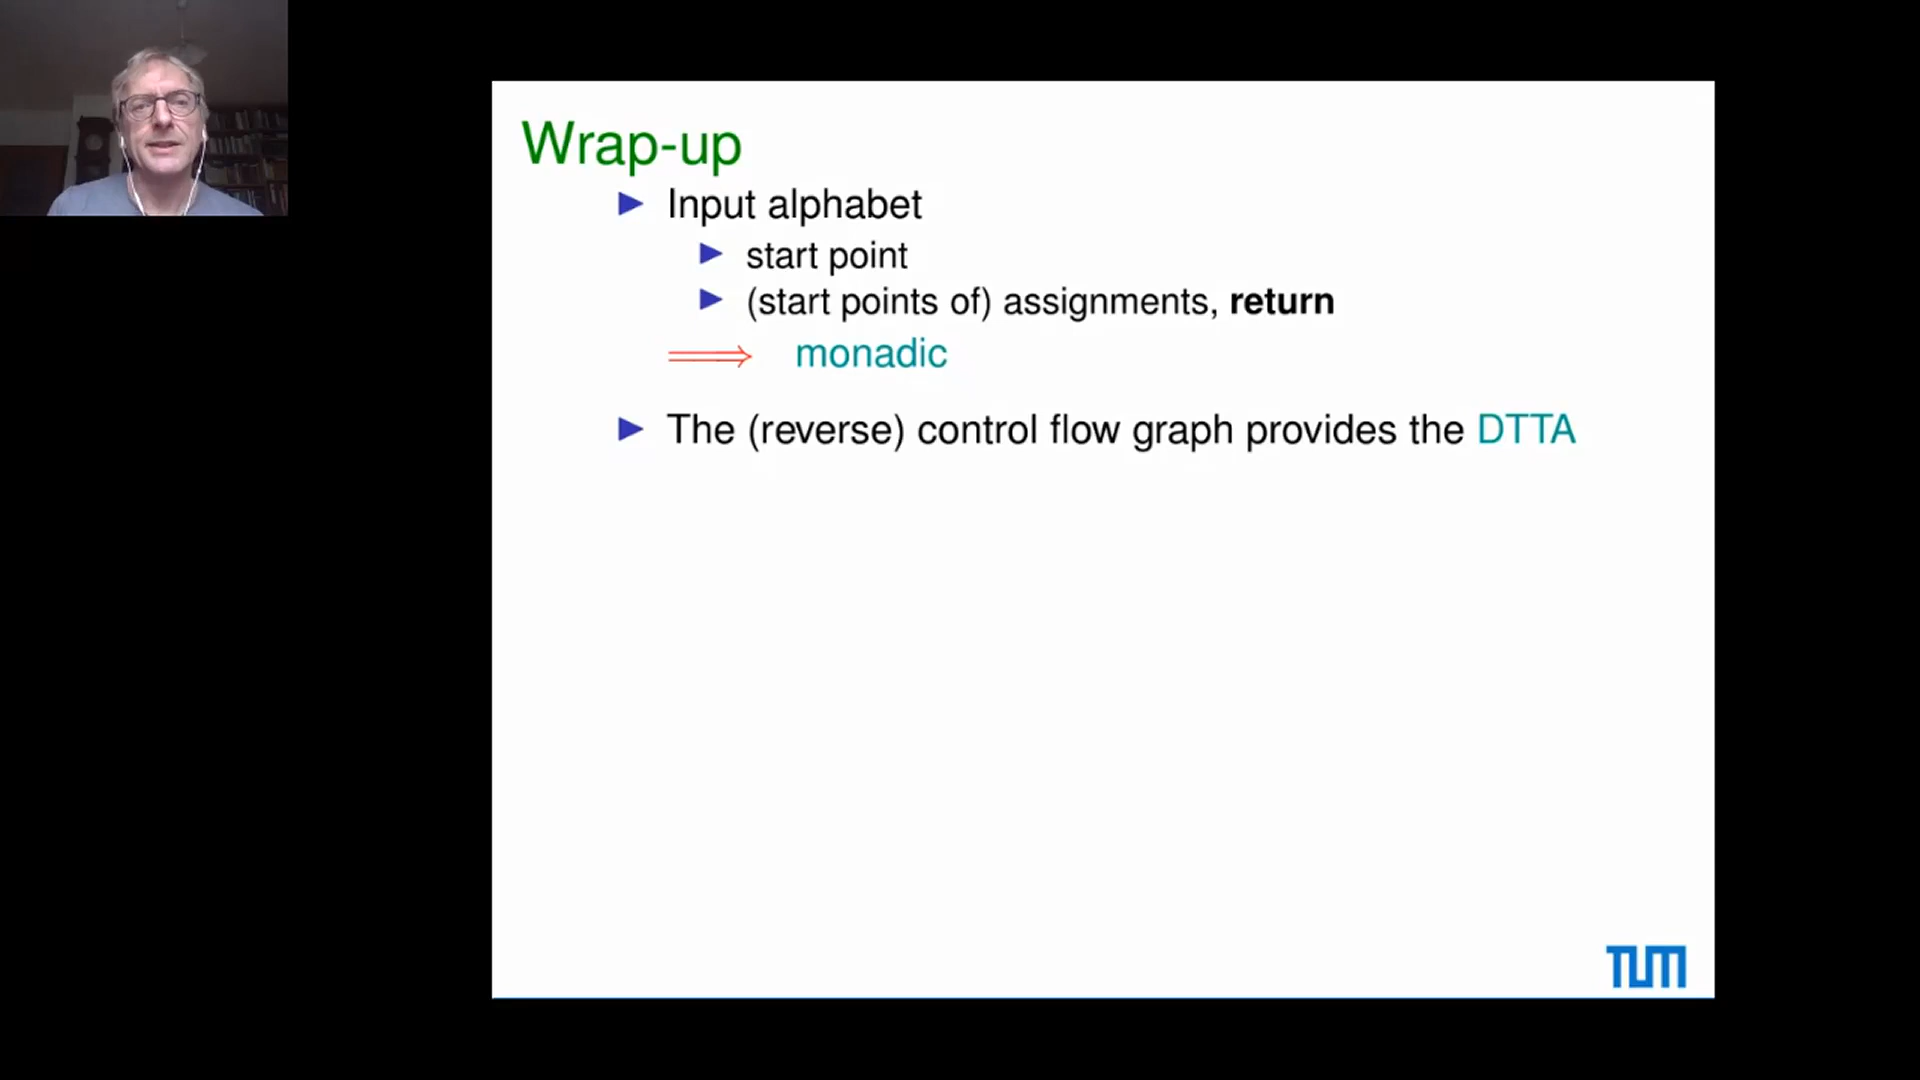 Wrap-up
Input alphabet
start point
(start points of) assignments, return
⟹ monadic
The (reverse) control flow graph provides the DTTA
TUM